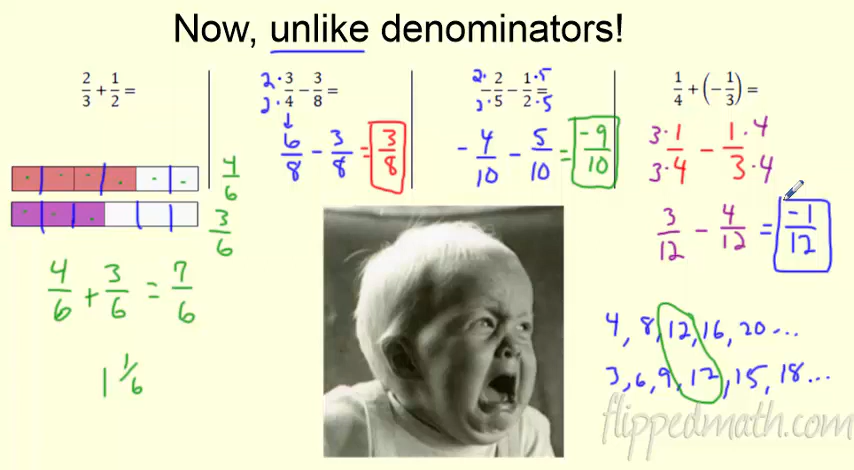 Now, unlike denominators!
2/3 + 1/2 =
4/6
3/6
4/6 + 3/6 = 7/6
1 1/6
2· 3/4 - 3/8 =
2·
6/8 - 3/8 = 3/8
2· -2/5 - 1/2 ·5 =
2· ·5
-4/10 - 5/10 = -9/10
1/4 + (-1/3) =
3·1/3·4 - 1·4/3·4
3/12 - 4/12 = -1/12
4, 8, 12, 16, 20...
3, 6, 9, 12, 15, 18...
flippedmath.com